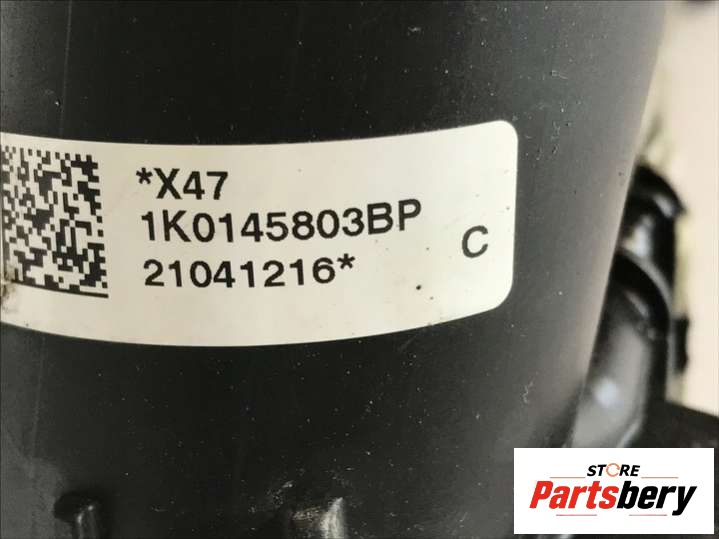 *X47
1K0145803BP
21041216*
C
STORE
Partsbery